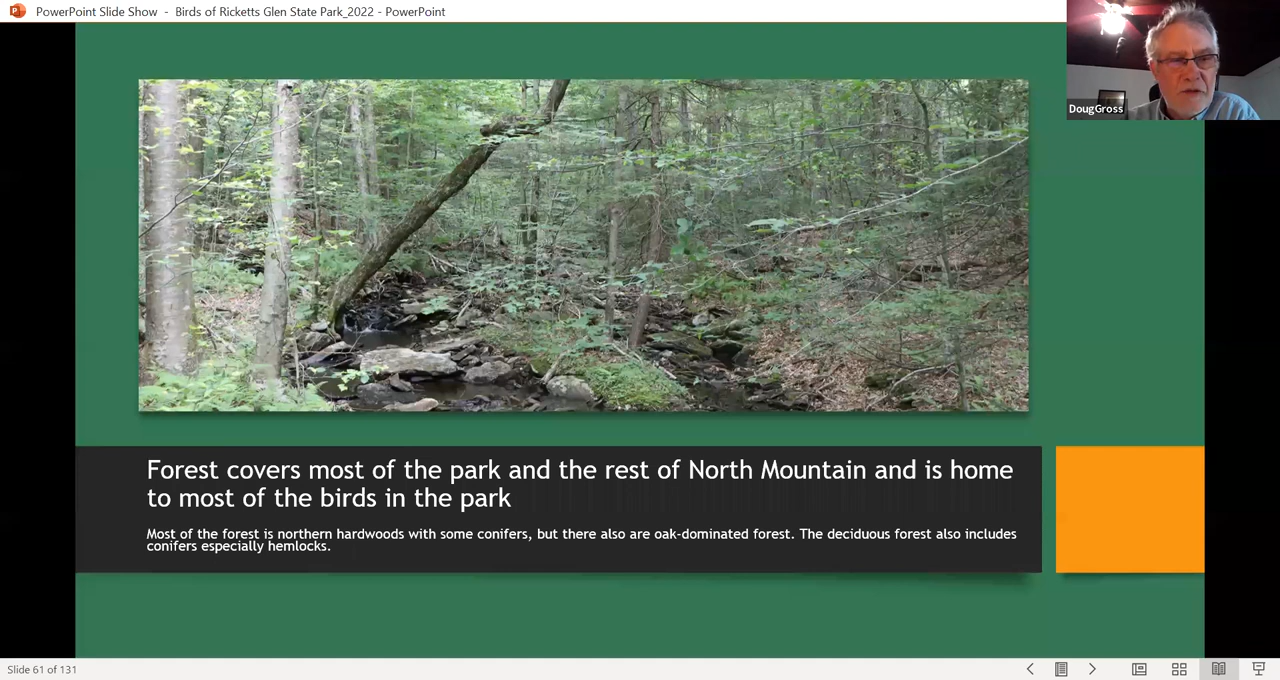 PowerPoint Slide Show - Birds of Ricketts Glen State Park_2022 - PowerPoint
DougGross
Forest covers most of the park and the rest of North Mountain and is home
to most of the birds in the park
Most of the forest is northern hardwoods with some conifers, but there also are oak-dominated forest. The deciduous forest also includes
conifers especially hemlocks.
Slide 61 of 131